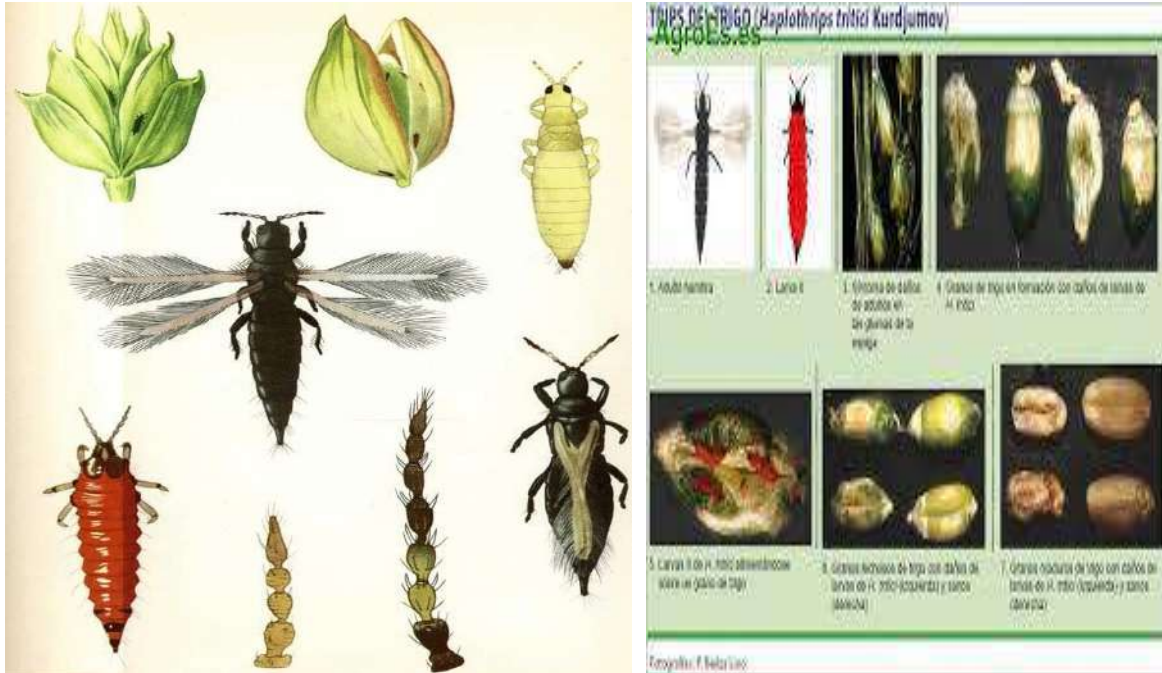 TRIPS DEL TRIGO (Haplothrips tritici Kurdjumov)
AgroEs.es
1. Adulto hembra
2. Larva II
3. Síntoma de daños
de adultos en
las glumas de la
espiga
4. Granos de trigo en formación con daños de larvas de
H. tritici
5. Larvas II de H. tritici alimentándose
sobre un grano de trigo
6. Granos lechosos de trigo con daños de
larvas de H. tritici (izquierda) y sanos
(derecha)
7. Granos maduros de trigo con daños de
larvas de H. tritici (izquierda) y sanos
(derecha)
Fotografías: P.